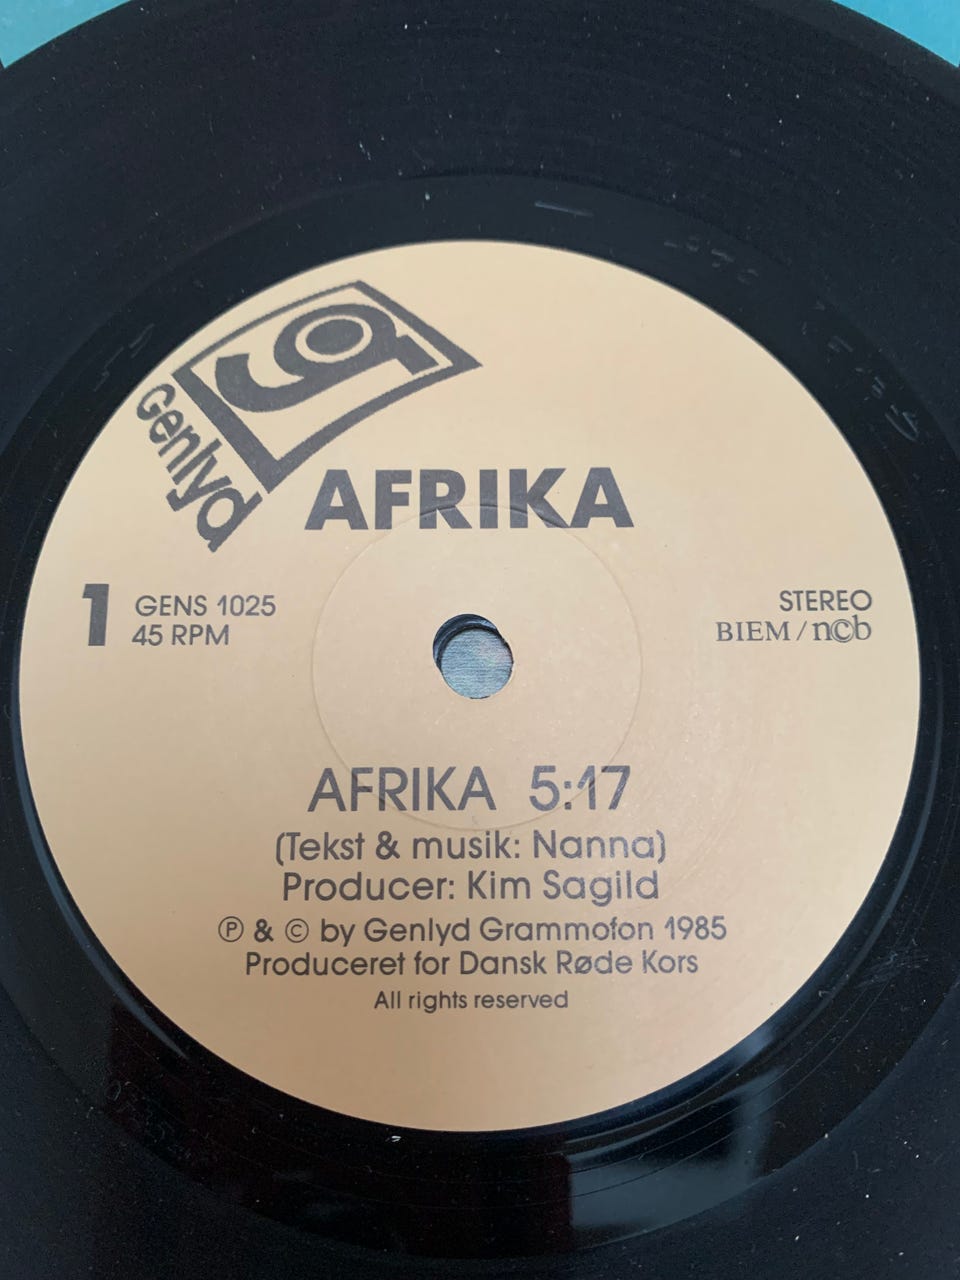 Genlyd
AFRIKA
1
GENS 1025
45 RPM
STEREO
BIEM / n©b
AFRIKA 5:17
(Tekst & musik: Nanna)
Producer: Kim Sagild
℗ & © by Genlyd Grammofon 1985
Produceret for Dansk Røde Kors
All rights reserved